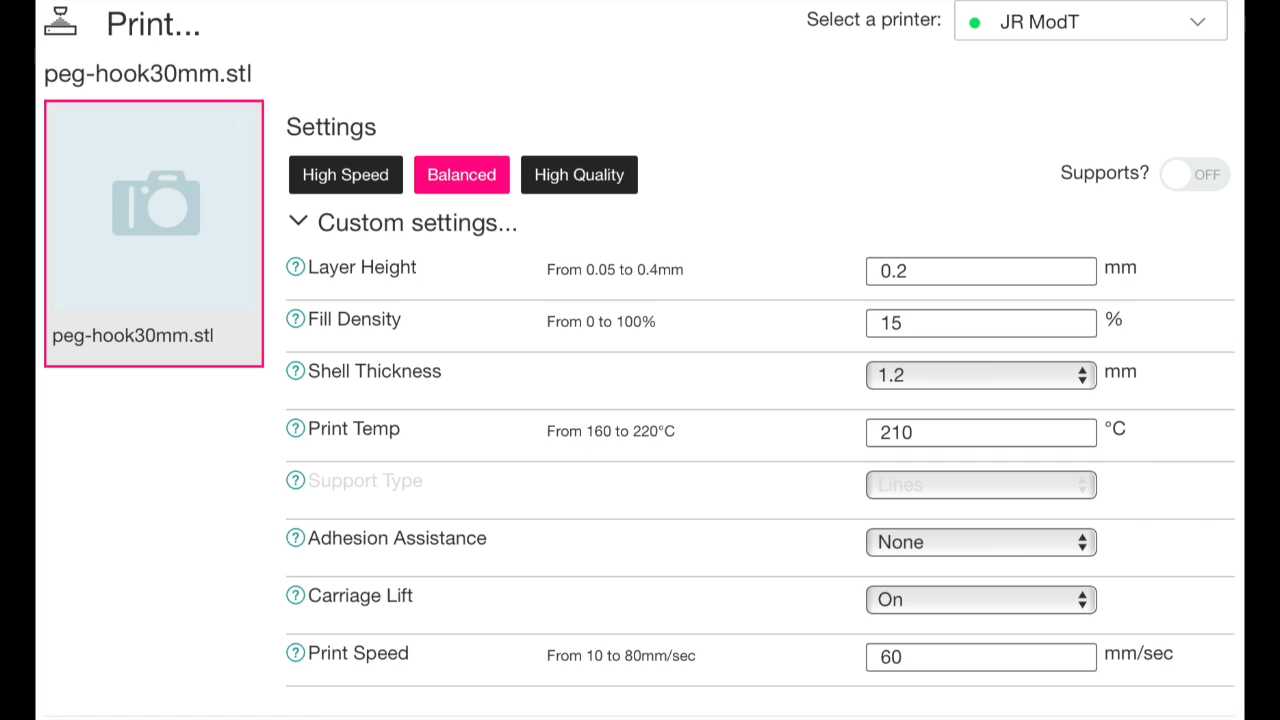 Print...
Select a printer: JR ModT
peg-hook30mm.stl
peg-hook30mm.stl
Settings
High Speed Balanced High Quality
Supports? OFF
Custom settings...
? Layer Height From 0.05 to 0.4mm 0.2 mm
? Fill Density From 0 to 100% 15 %
? Shell Thickness 1.2 mm
? Print Temp From 160 to 220°C 210 °C
? Support Type Lines
? Adhesion Assistance None
? Carriage Lift On
? Print Speed From 10 to 80mm/sec 60 mm/sec